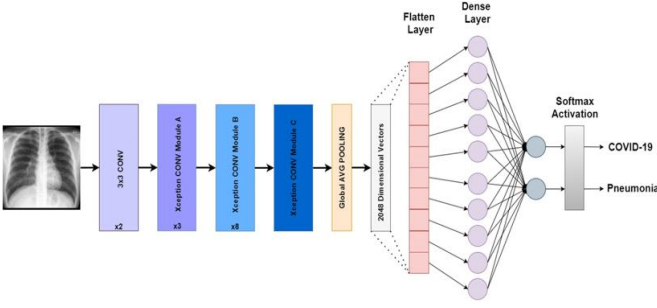 Flatten
Layer
Dense
Layer
Softmax
Activation
3x3 CONV
x2
Xception CONV Module A
x3
Xception CONV Module B
x8
Xception CONV Module C
Global AVG POOLING
2048 Dimensional Vectors
COVID-19
Pneumonia